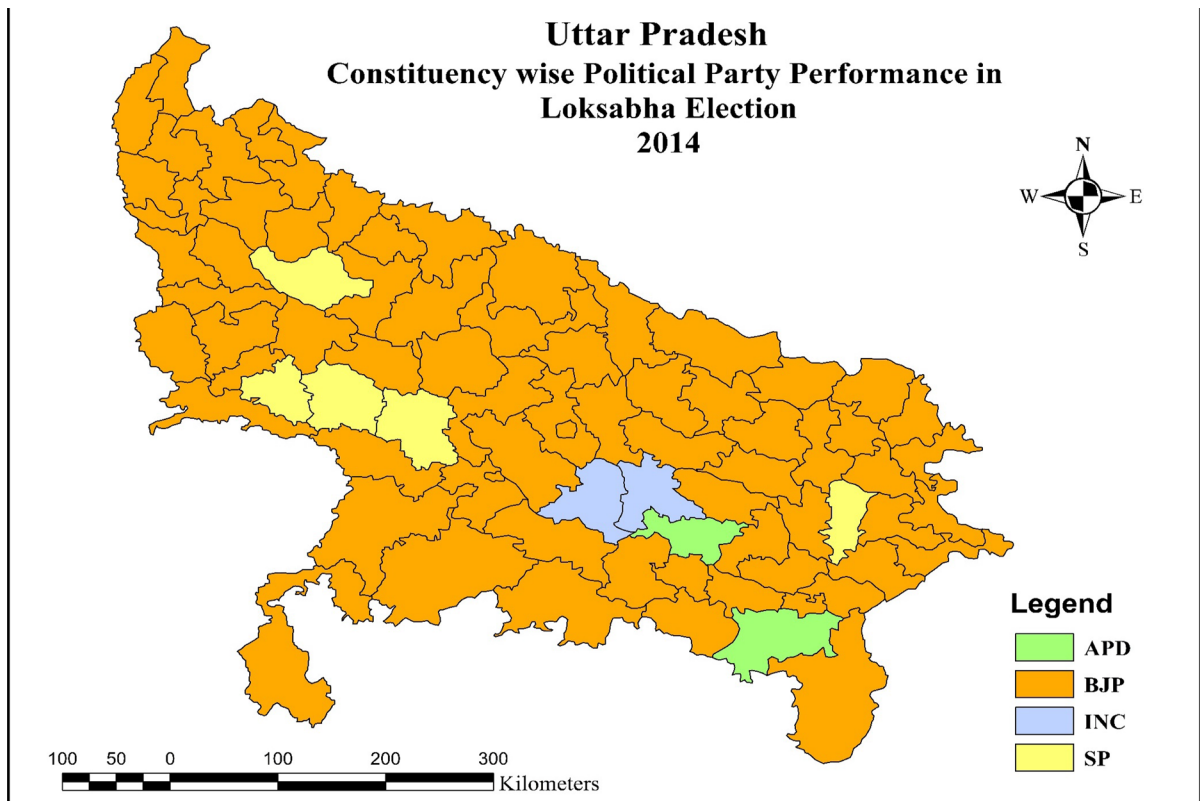 Uttar Pradesh
Constituency wise Political Party Performance in
Loksabha Election
2014
N
W E
S
Legend
APD
BJP
INC
SP
100 50 0 100 200 300
Kilometers